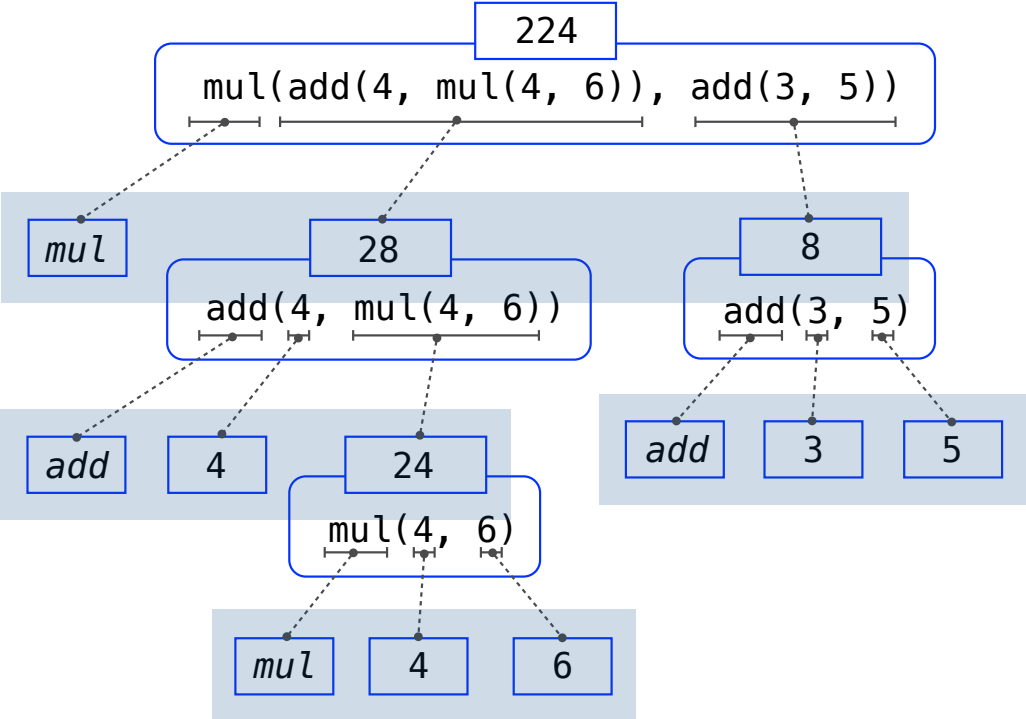 224
mul(add(4, mul(4, 6)), add(3, 5))
mul 28 8
add(4, mul(4, 6)) add(3, 5)
add 4 24 add 3 5
mul(4, 6)
mul 4 6